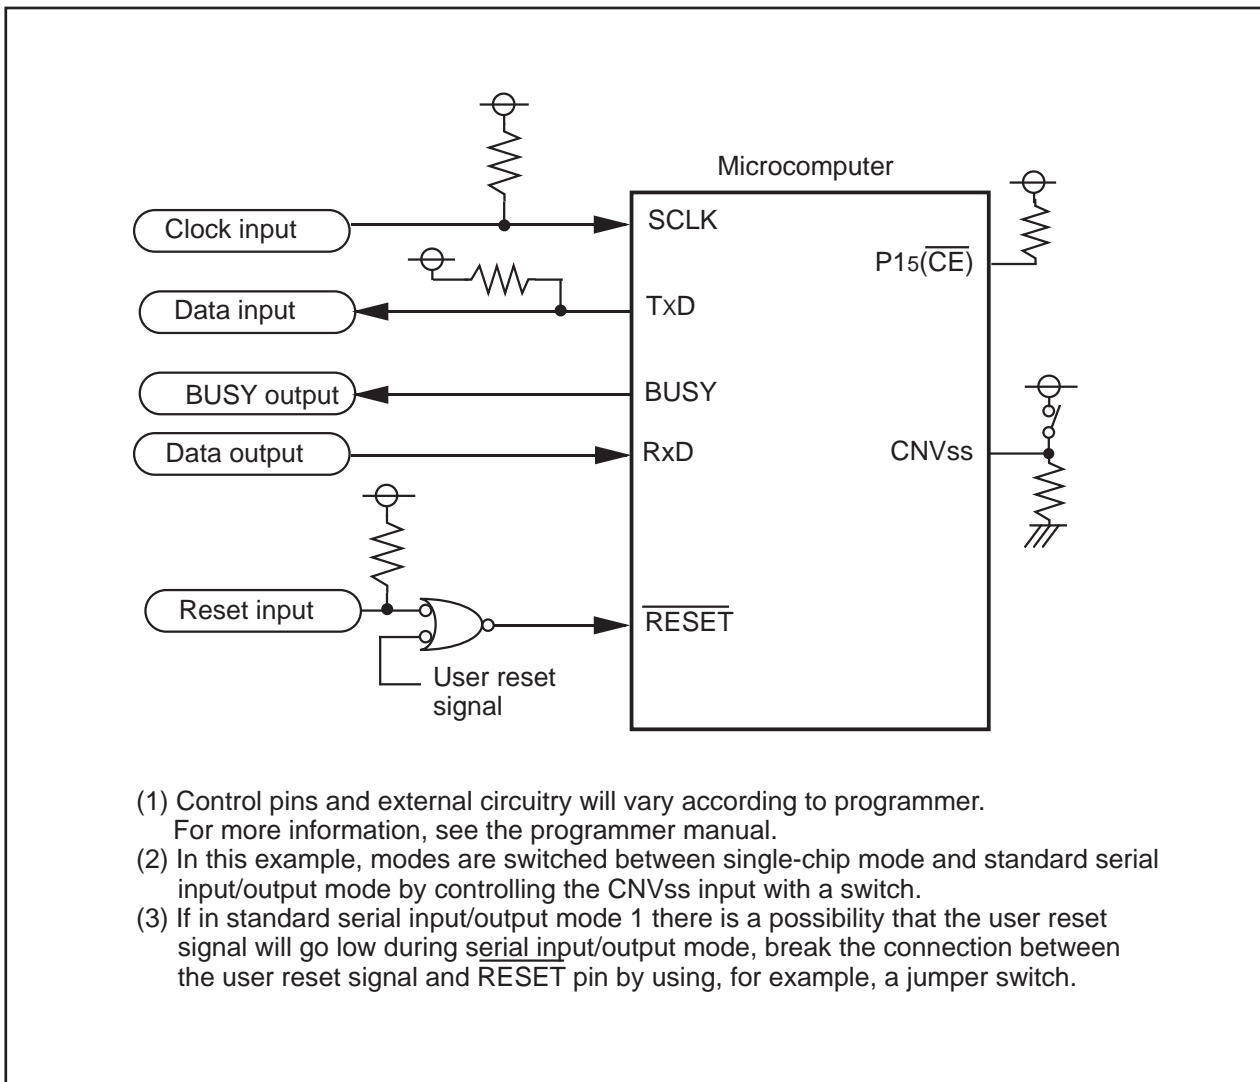 Microcomputer
Clock input
SCLK
P15(CE)
Data input
TxD
BUSY output
BUSY
Data output
RxD
CNVss
Reset input
RESET
User reset
signal
(1) Control pins and external circuitry will vary according to programmer.
For more information, see the programmer manual.
(2) In this example, modes are switched between single-chip mode and standard serial
input/output mode by controlling the CNVss input with a switch.
(3) If in standard serial input/output mode 1 there is a possibility that the user reset
signal will go low during serial input/output mode, break the connection between
the user reset signal and RESET pin by using, for example, a jumper switch.